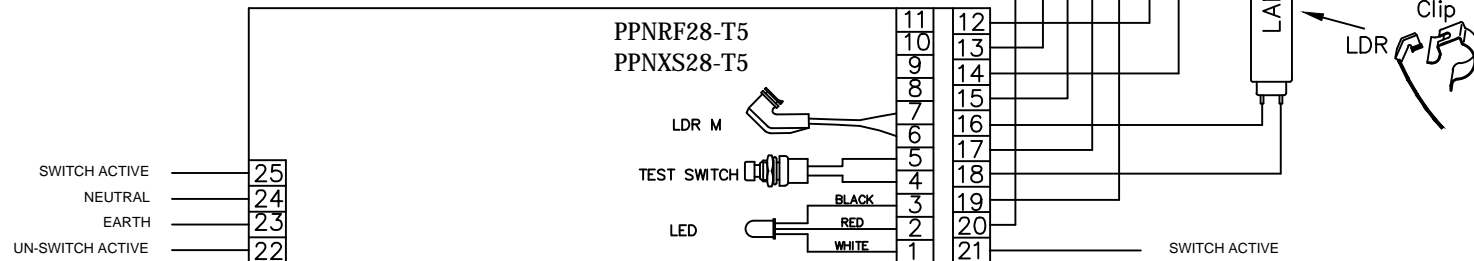 PPNRF28-T5
PPNXS28-T5
LDR M
TEST SWITCH
LED
BLACK
RED
WHITE
SWITCH ACTIVE
NEUTRAL
EARTH
UN-SWITCH ACTIVE
25
24
23
22
11
10
9
8
7
6
5
4
3
2
1
12
13
14
15
16
17
18
19
20
21
SWITCH ACTIVE
Clip
LDR